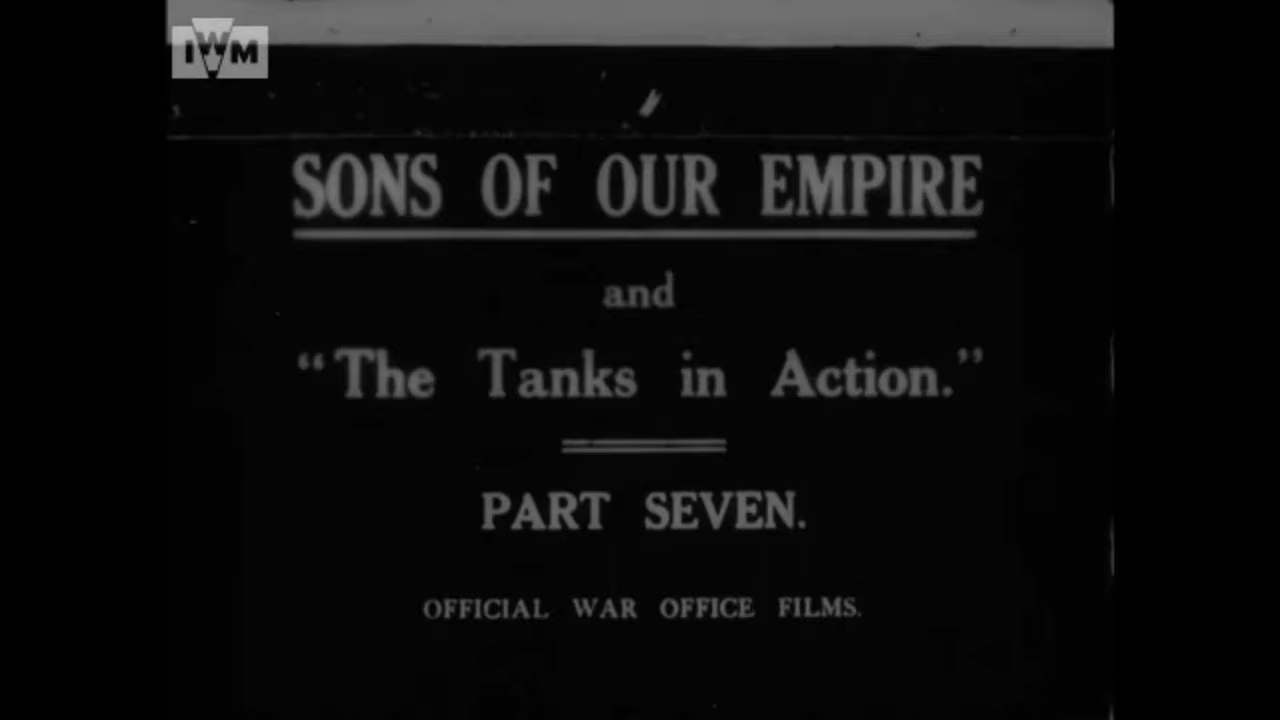 IWM
SONS OF OUR EMPIRE
and
“The Tanks in Action.”
PART SEVEN.
OFFICIAL WAR OFFICE FILMS.